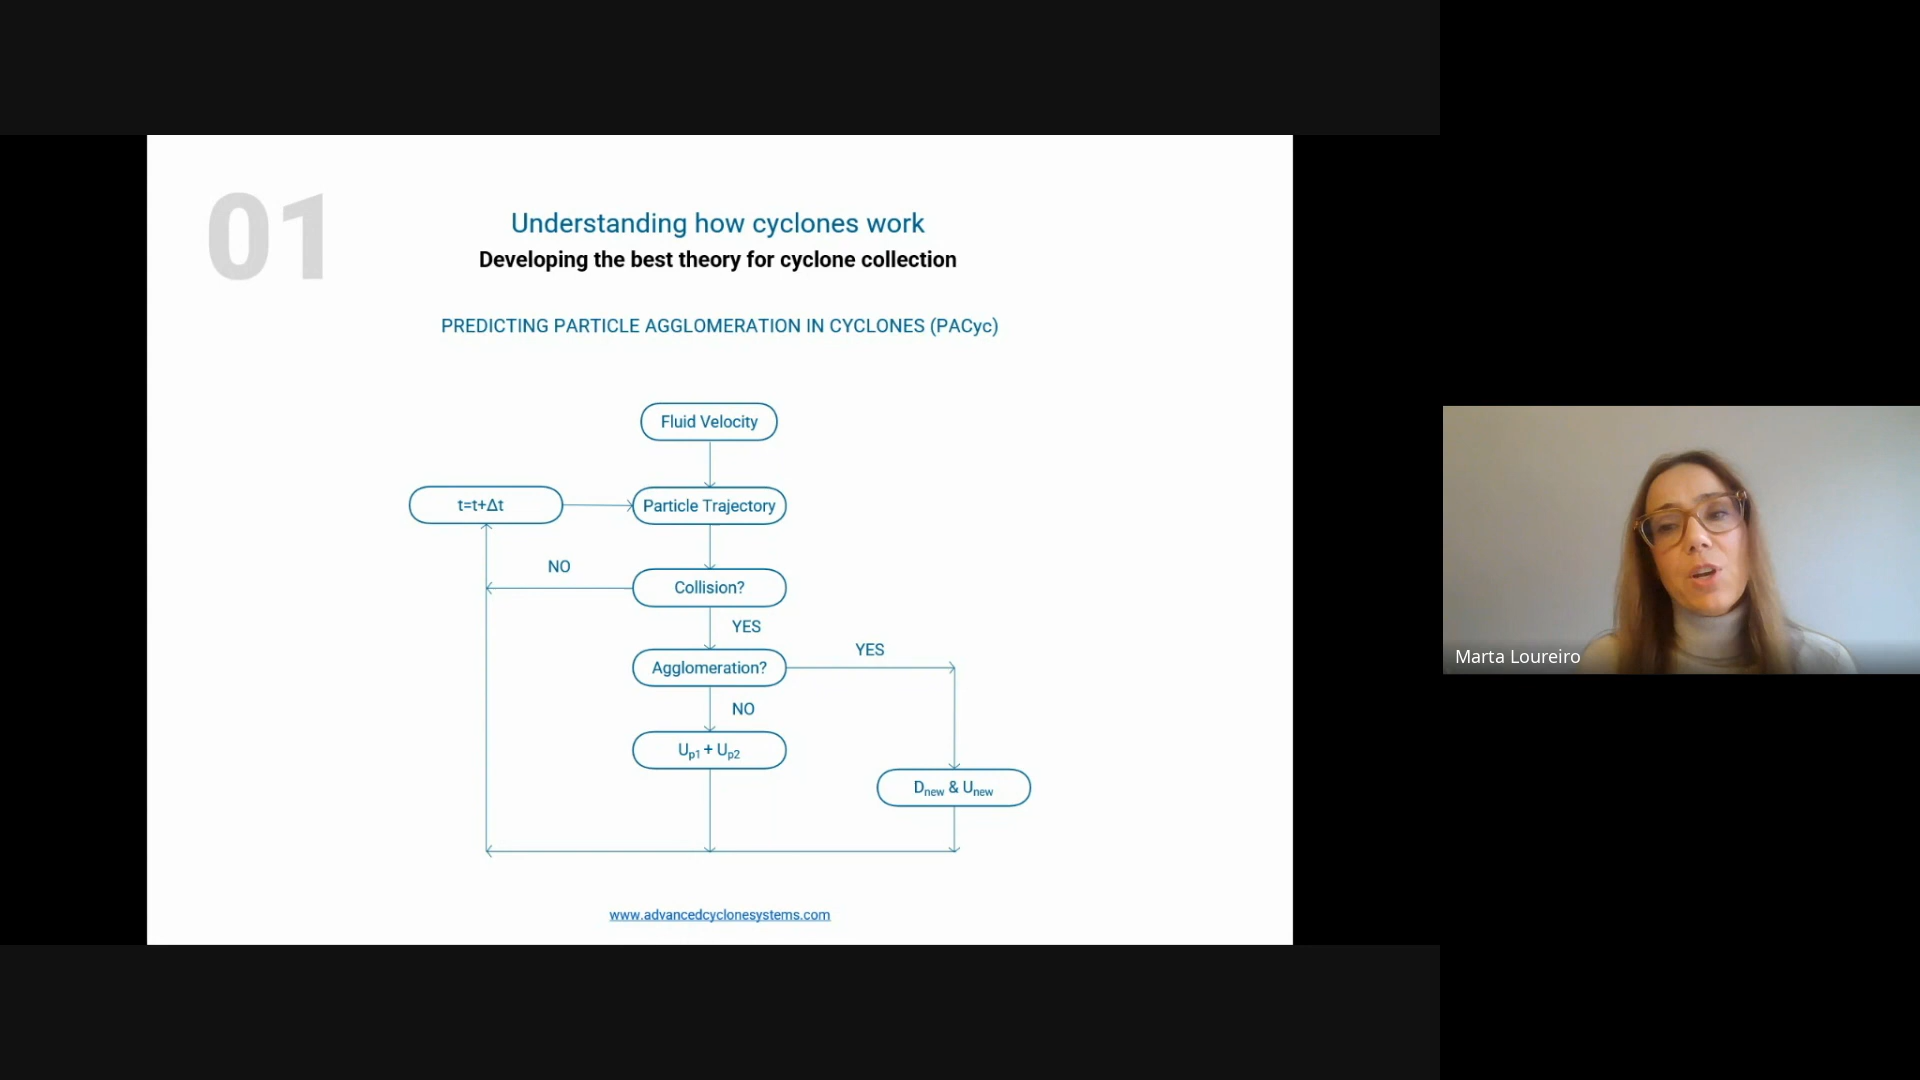 01
Understanding how cyclones work
Developing the best theory for cyclone collection
PREDICTING PARTICLE AGGLOMERATION IN CYCLONES (PACyc)
Fluid Velocity
t=t+Δt
Particle Trajectory
NO
Collision?
YES
Agglomeration?
YES
NO
Up1 + Up2
Dnew & Unew
www.advancedcyclonesystems.com
Marta Loureiro